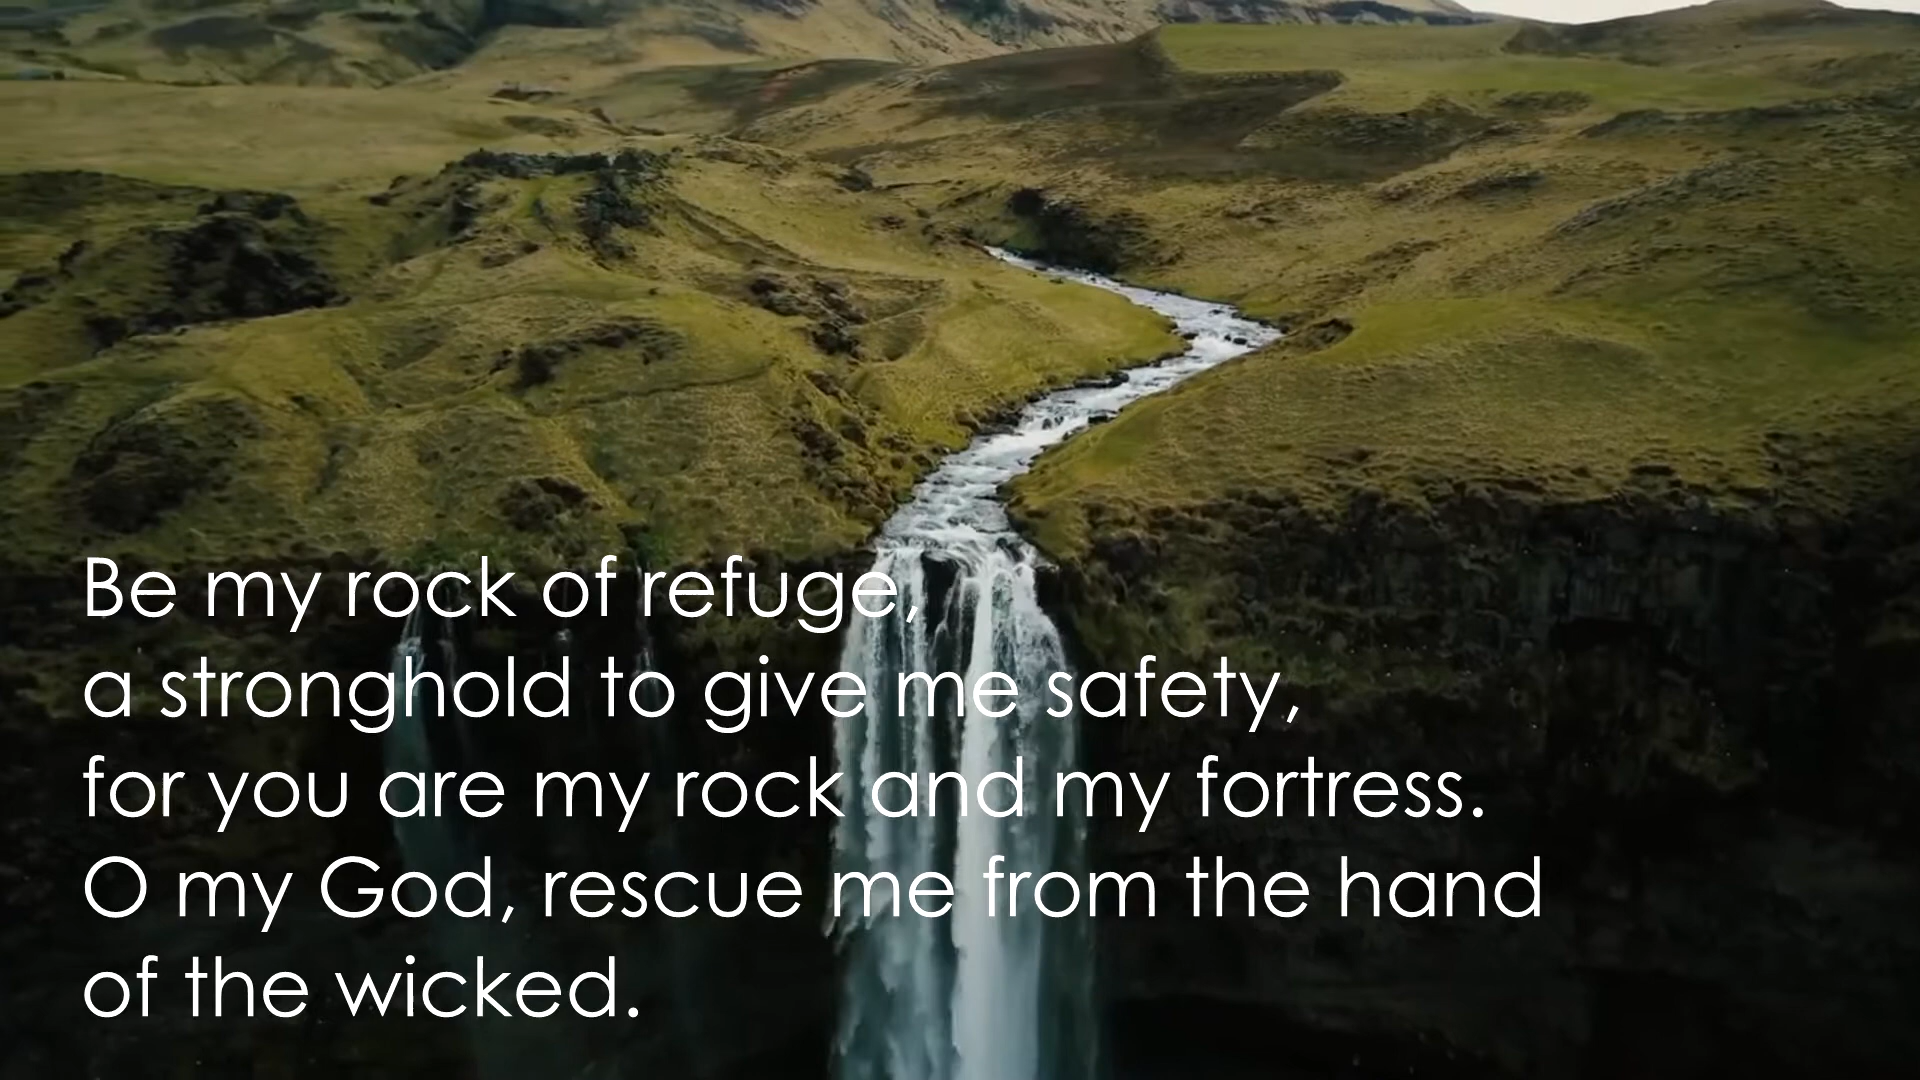 Be my rock of refuge,
a stronghold to give me safety,
for you are my rock and my fortress.
O my God, rescue me from the hand
of the wicked.